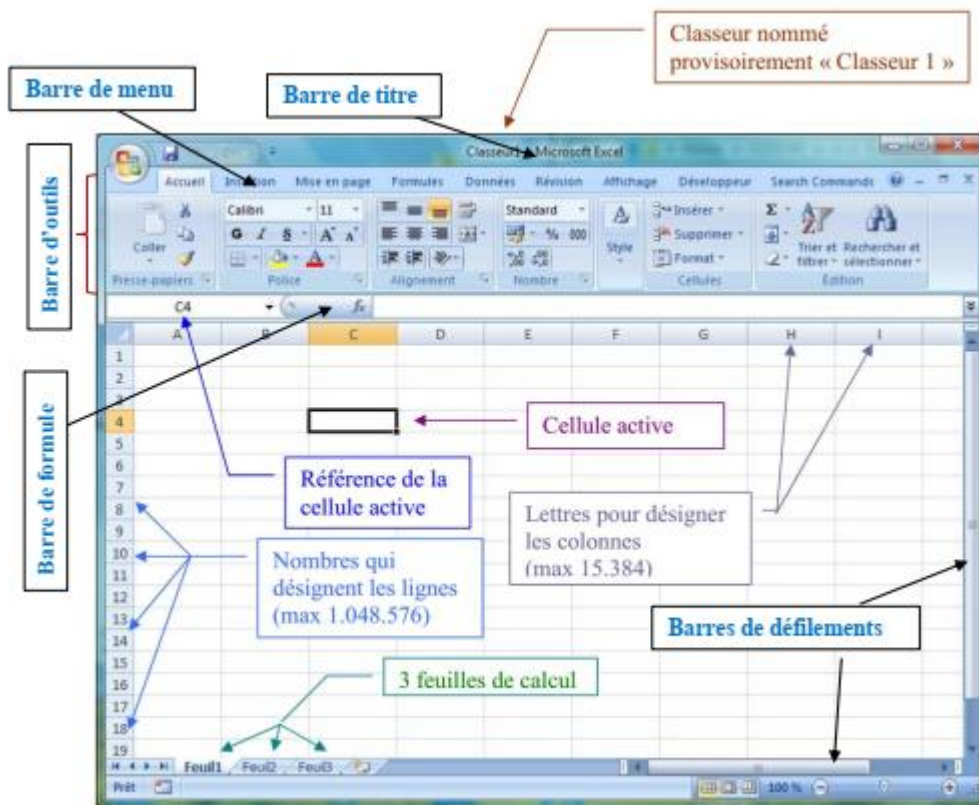 Classeur nommé
provisoirement « Classeur 1 »
Barre de menu
Barre de titre
Classeur1 - Microsoft Excel
Barre d'outils
Accueil Insertion Mise en page Formules Données Révision Affichage Développeur Search Commands
Calibri 11 Standard
Coller
G I S A A
% 000
Style
Insérer
Supprimer
Format
Σ
Trier et filtrer
Rechercher et sélectionner
Presse-papiers Police Alignement Nombre Cellules Édition
C4 fx
A B C D E F G H I
1
2
3
4
5
6
7
8
9
10
11
12
13
14
15
16
17
18
19
Barre de formule
Cellule active
Référence de la
cellule active
Lettres pour désigner
les colonnes
(max 15.384)
Nombres qui
désignent les lignes
(max 1.048.576)
Barres de défilements
3 feuilles de calcul
Feuil1 Feuil2 Feuil3
Prêt 100 %